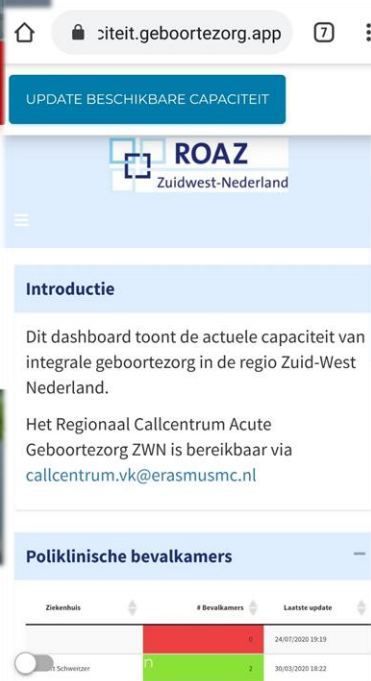 :iteit.geboortezorg.app
7
UPDATE BESCHIKBARE CAPACITEIT
ROAZ
Zuidwest-Nederland
Introductie
Dit dashboard toont de actuele capaciteit van
integrale geboortezorg in de regio Zuid-West
Nederland.
Het Regionaal Callcentrum Acute
Geboortezorg ZWN is bereikbaar via
callcentrum.vk@erasmusmc.nl
Poliklinische bevalkamers
Ziekenhuis # Bevalkamers Laatste update
0 24/07/2020 19:19
n
rt Schweitzer 2 30/03/2020 18:22